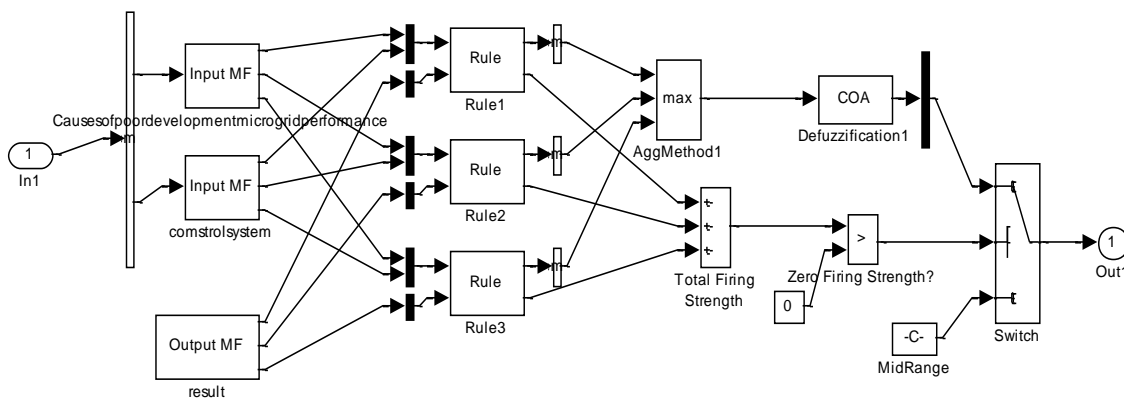 1
In1
m
Input MF
Causesofpoordevelopmentmicrogridperformance
Input MF
comstrolsystem
Output MF
result
Rule
Rule1
m
Rule
Rule2
m
Rule
Rule3
m
max
AggMethod1
COA
Defuzzification1
+
+
+
Total Firing
Strength
>
Zero Firing Strength?
0
-C-
MidRange
Switch
1
Out1